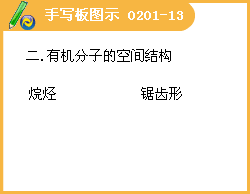 手写板图示 0201-13
二.有机分子的空间结构
烷烃 锯齿形